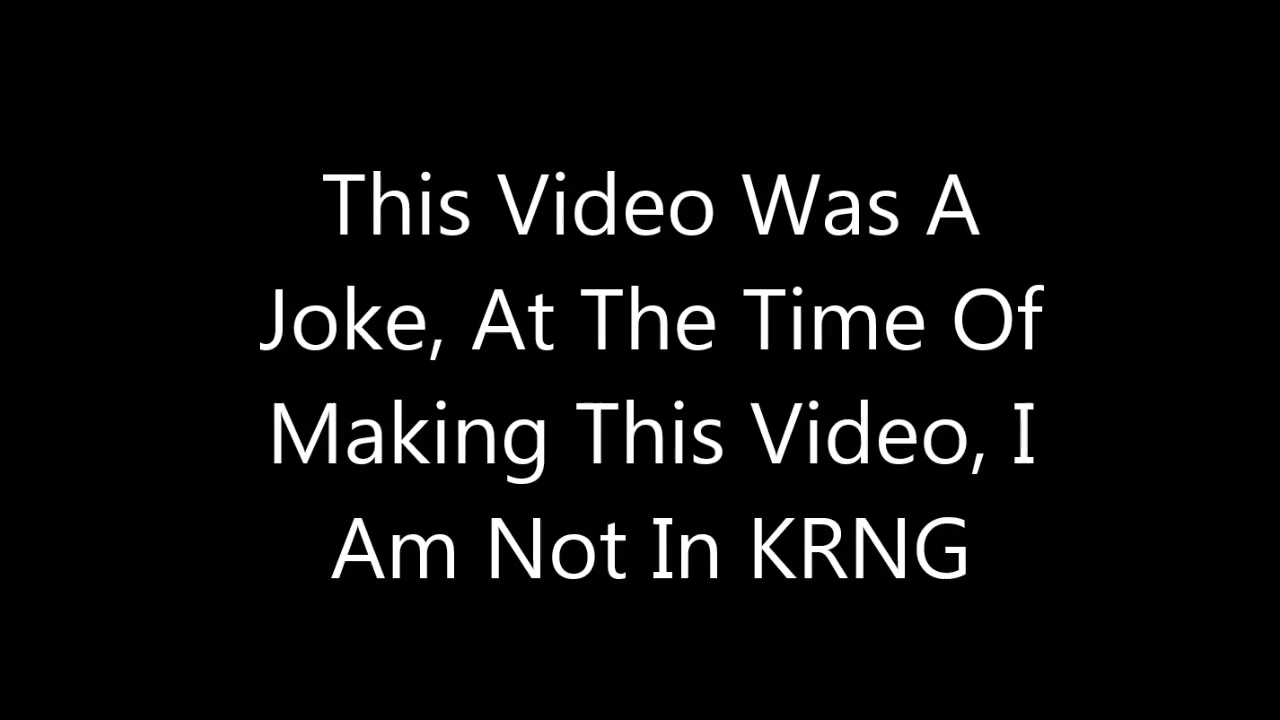 This Video Was A
Joke, At The Time Of
Making This Video, I
Am Not In KRNG